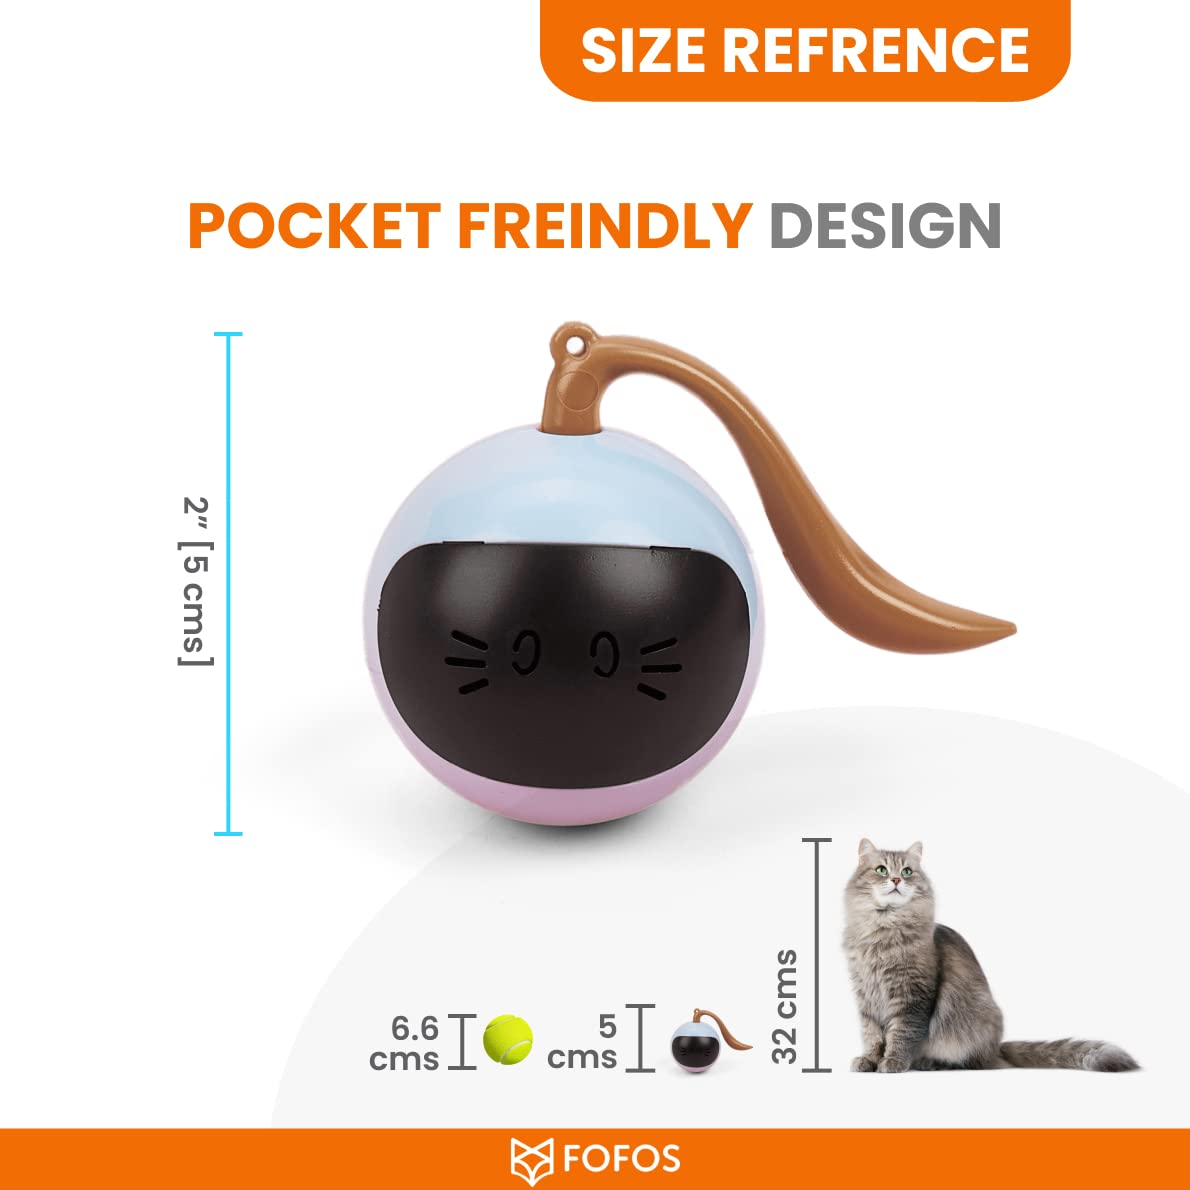 SIZE REFRENCE
POCKET FREINDLY DESIGN
2” [5 cms]
6.6
cms
5
cms
32 cms
FOFOS